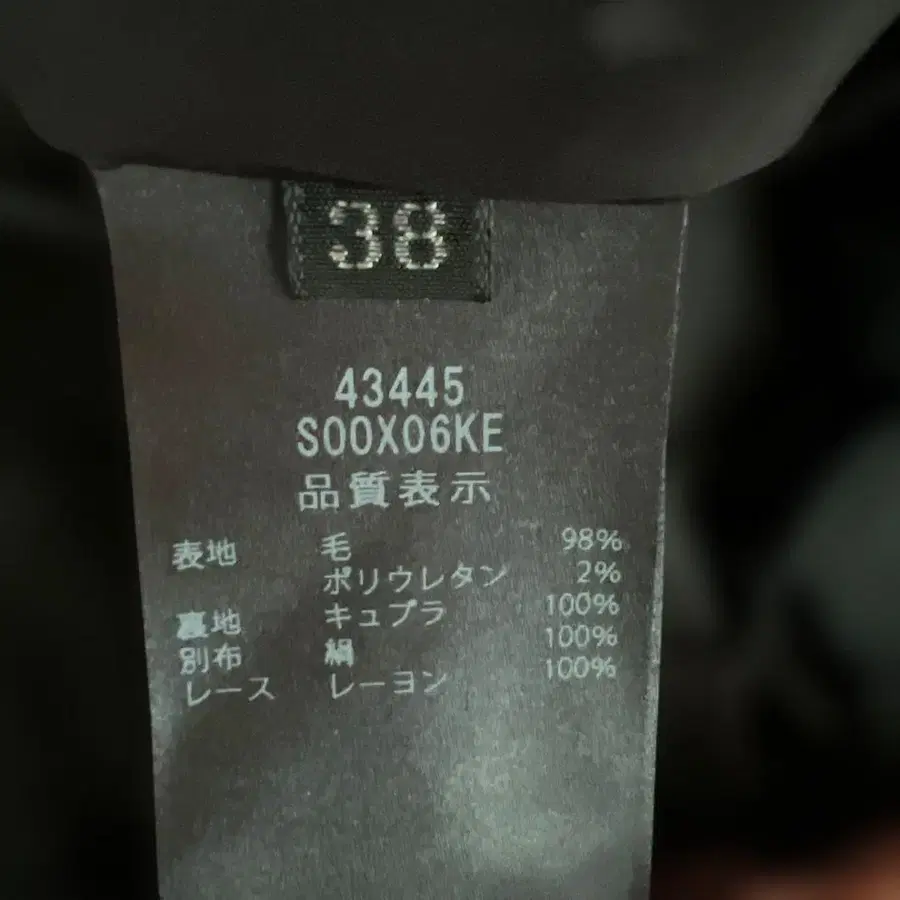 38
43445
S00X06KE
品質表示
表地 毛 98%
ポリウレタン 2%
裏地 キュプラ 100%
別布 絹 100%
レース レーヨン 100%